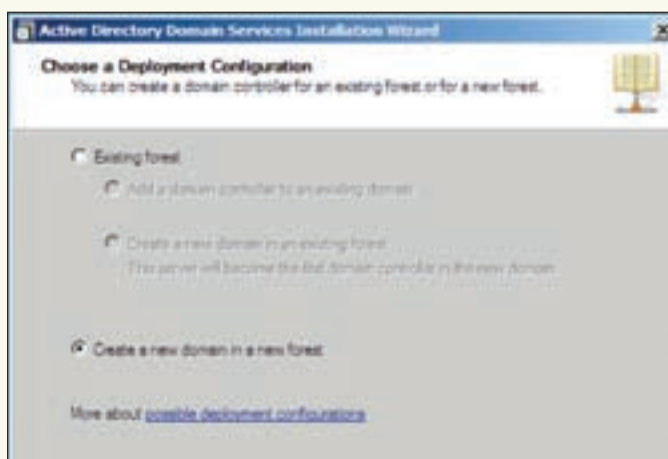 Active Directory Domain Services Installation Wizard
Choose a Deployment Configuration
You can create a domain controller for an existing forest or for a new forest.
Existing forest
Add a domain controller to an existing domain
Create a new domain in an existing forest
This server will become the first domain controller in the new domain.
Create a new domain in a new forest
More about possible deployment configurations